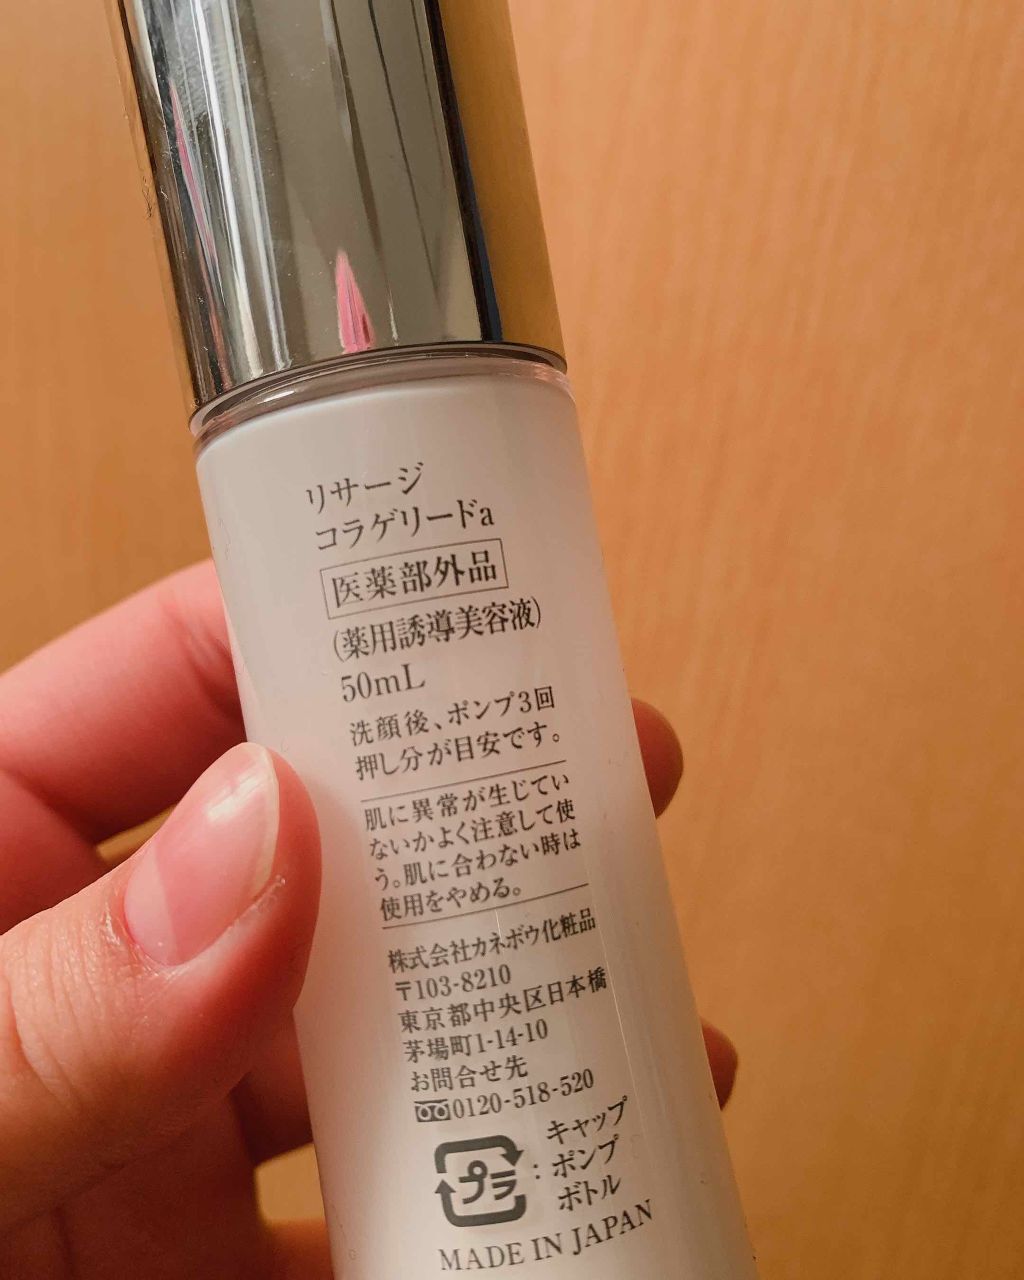 リサージ
コラゲリードa
医薬部外品
(薬用誘導美容液)
50mL
洗顔後、ポンプ3回
押し分が目安です。
肌に異常が生じてい
ないかよく注意して使
う。肌に合わない時は
使用をやめる。
株式会社カネボウ化粧品
〒103-8210
東京都中央区日本橋
茅場町1-14-10
お問合せ先
0120-518-520
プラ : キャップ
ポンプ
ボトル
MADE IN JAPAN